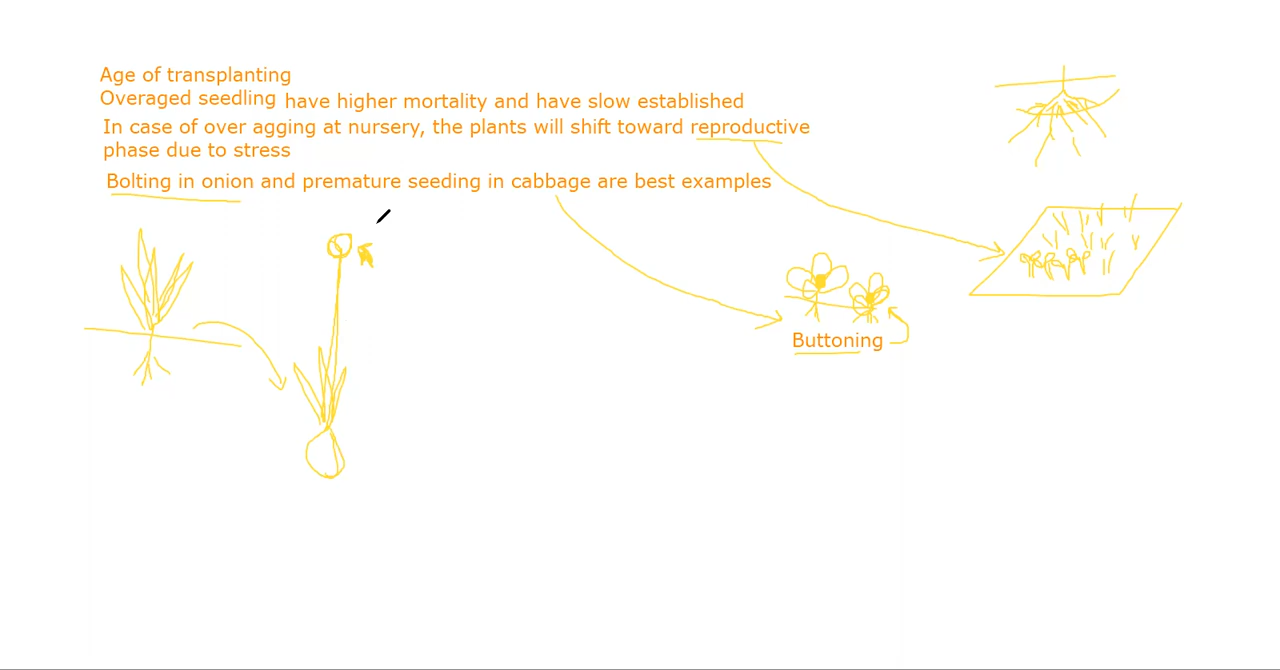 Age of transplanting
Overaged seedling have higher mortality and have slow established
In case of over agging at nursery, the plants will shift toward reproductive
phase due to stress
Bolting in onion and premature seeding in cabbage are best examples
Buttoning